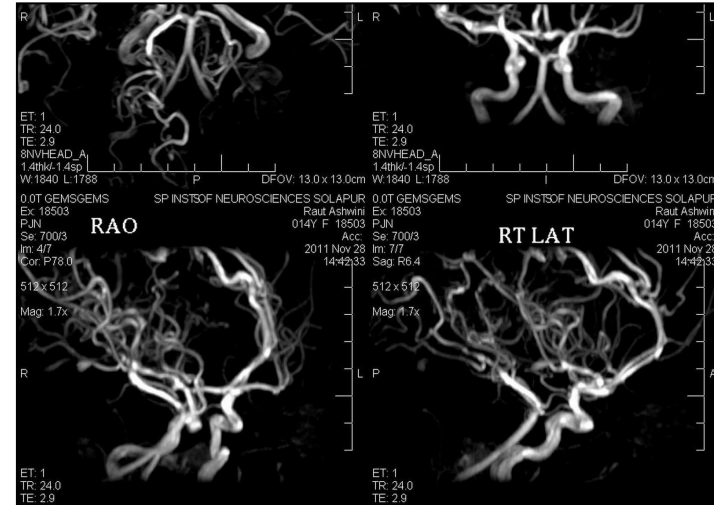 R
L
R
L
ET: 1
TR: 24.0
TE: 2.9
8NVHEAD_A
1.4thk/-1.4sp
W:1840 L:1788
P
DFOV: 13.0 x 13.0cm
ET: 1
TR: 24.0
TE: 2.9
8NVHEAD_A
1.4thk/-1.4sp
W:1840 L:1788
I
DFOV: 13.0 x 13.0cm
0.0T GEMSGEMS
SP INSTSOF NEUROSCIENCES SOLAPUR
Ex: 18503
Raut Ashwini
PJN
014Y F 18503
Se: 700/3
Acc:
Im: 4/7
2011 Nov 28
Cor: P78.0
14:42:33
RAO
512 x 512
Mag: 1.7x
R
L
ET: 1
TR: 24.0
TE: 2.9
0.0T GEMSGEMS
SP INSTSOF NEUROSCIENCES SOLAPUR
Ex: 18503
Raut Ashwini
PJN
014Y F 18503
Se: 700/3
Acc:
Im: 7/7
2011 Nov 28
Sag: R6.4
14:42:33
RT LAT
512 x 512
Mag: 1.7x
P
A
ET: 1
TR: 24.0
TE: 2.9